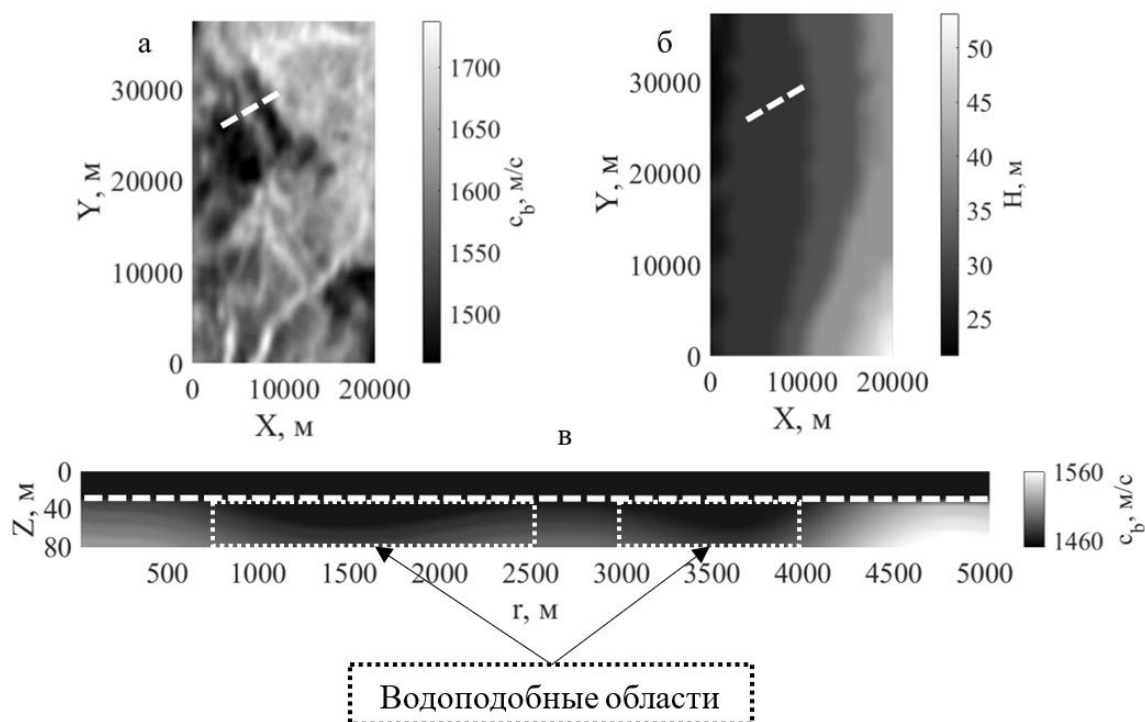 а
1700
1650
1600
1550
1500
c_b, м/с
30000
20000
10000
0
Y, м
0 10000 20000
X, м
б
50
45
40
35
30
25
H, м
30000
20000
10000
0
Y, м
0 10000 20000
X, м
в
0
40
80
Z, м
1560
1460
c_b, м/с
500 1000 1500 2000 2500 3000 3500 4000 4500 5000
r, м
Водоподобные области